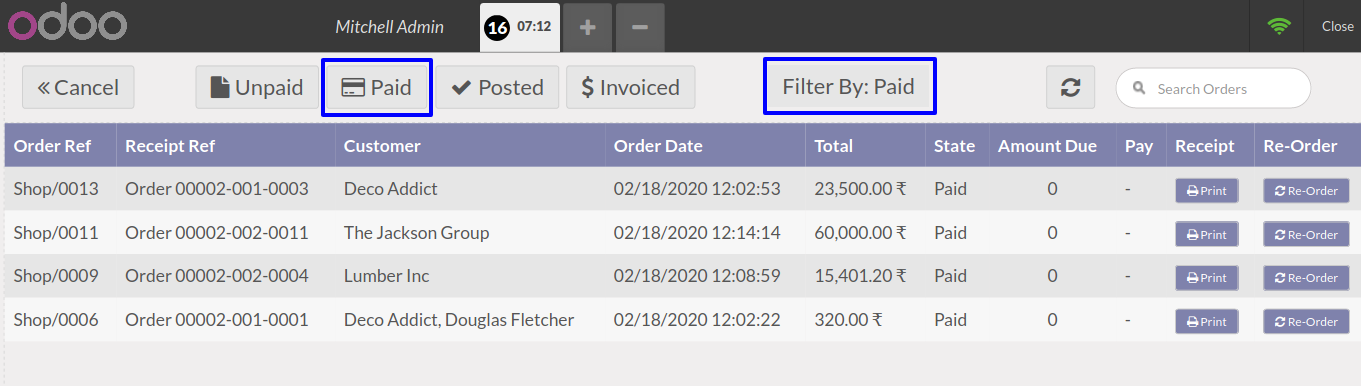 odoo Mitchell Admin 16 07:12 Close
Cancel Unpaid Paid Posted Invoiced Filter By: Paid Search Orders
Order Ref Receipt Ref Customer Order Date Total State Amount Due Pay Receipt Re-Order
Shop/0013 Order 00002-001-0003 Deco Addict 02/18/2020 12:02:53 23,500.00 ₹ Paid 0 - Print Re-Order
Shop/0011 Order 00002-002-0011 The Jackson Group 02/18/2020 12:14:14 60,000.00 ₹ Paid 0 - Print Re-Order
Shop/0009 Order 00002-002-0004 Lumber Inc 02/18/2020 12:08:59 15,401.20 ₹ Paid 0 - Print Re-Order
Shop/0006 Order 00002-001-0001 Deco Addict, Douglas Fletcher 02/18/2020 12:02:22 320.00 ₹ Paid 0 - Print Re-Order